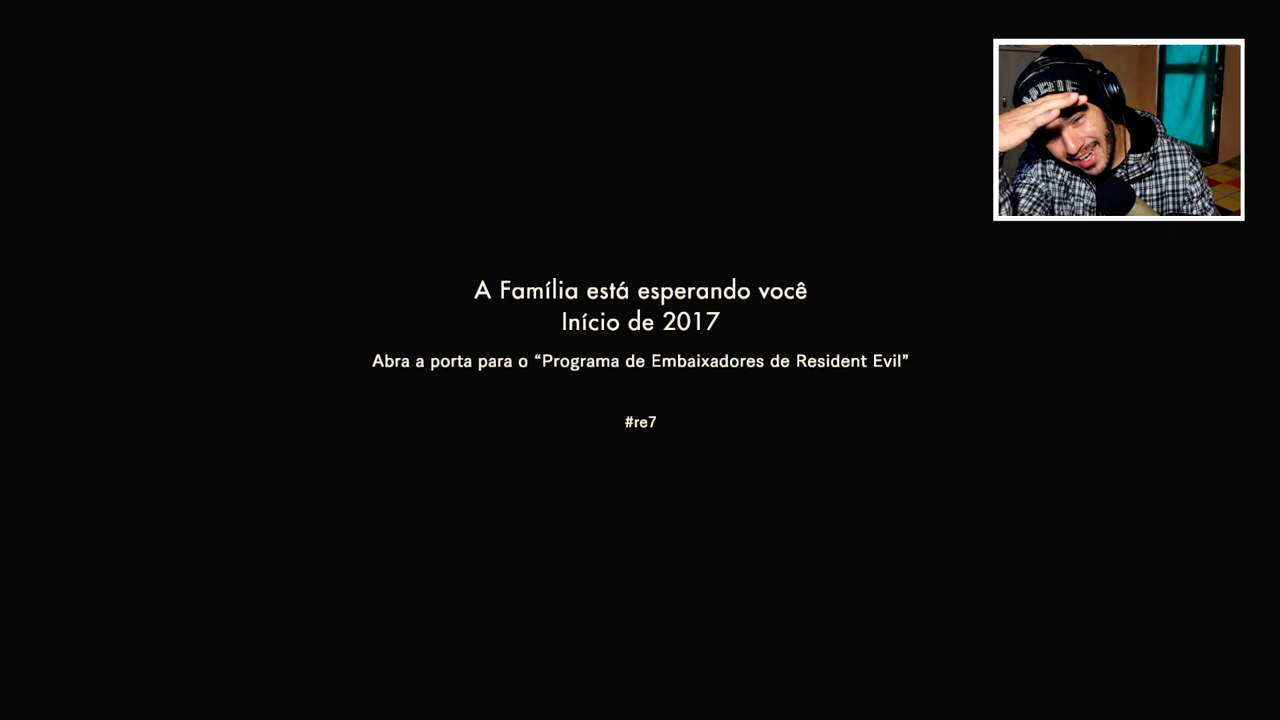 A Família está esperando você
Início de 2017
Abra a porta para o “Programa de Embaixadores de Resident Evil”
#re7